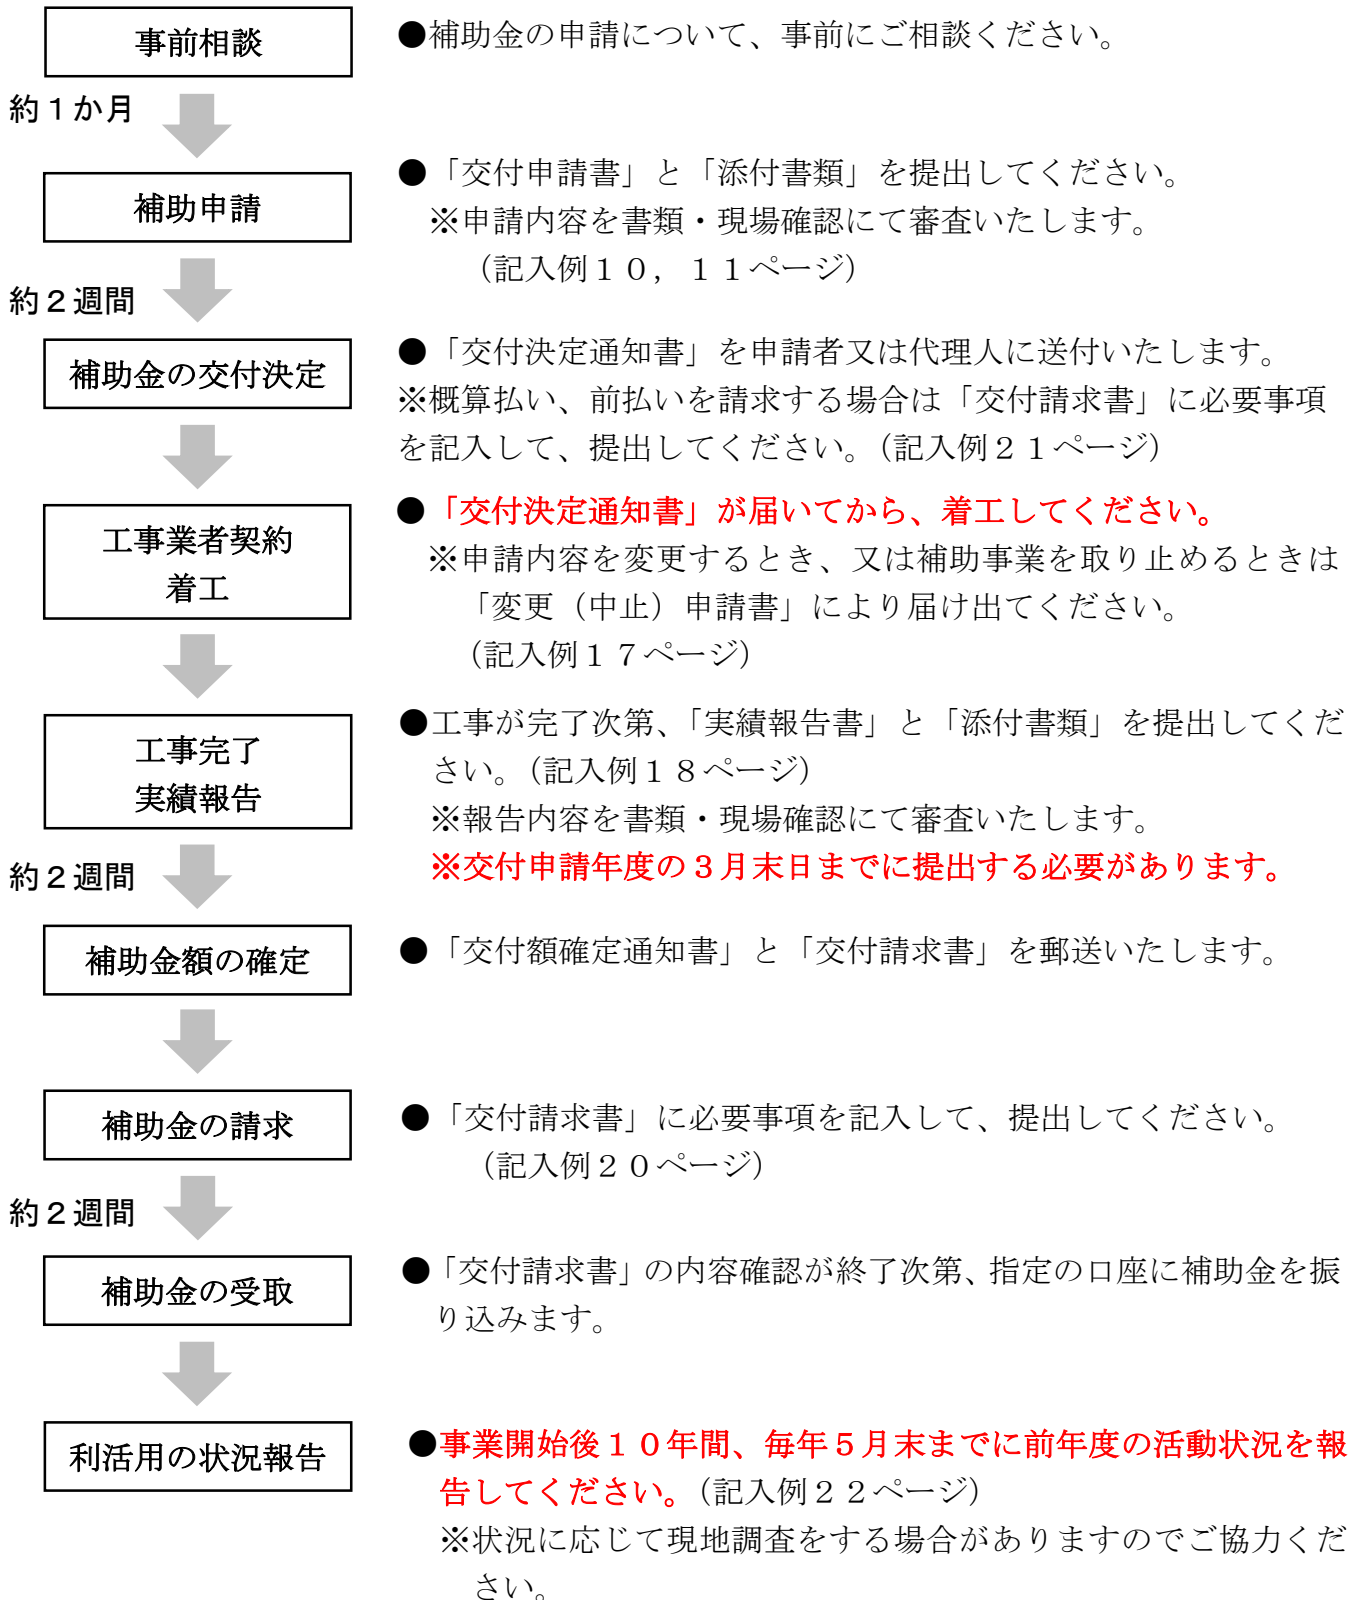 事前相談
●補助金の申請について、事前にご相談ください。
約１か月
補助申請
●「交付申請書」と「添付書類」を提出してください。
※申請内容を書類・現場確認にて審査いたします。
（記入例１０，１１ページ）
約２週間
補助金の交付決定
●「交付決定通知書」を申請者又は代理人に送付いたします。
※概算払い、前払いを請求する場合は「交付請求書」に必要事項
を記入して、提出してください。（記入例２１ページ）
工事業者契約
着工
●「交付決定通知書」が届いてから、着工してください。
※申請内容を変更するとき、又は補助事業を取り止めるときは
「変更（中止）申請書」により届け出てください。
（記入例１７ページ）
工事完了
実績報告
●工事が完了次第、「実績報告書」と「添付書類」を提出してくだ
さい。（記入例１８ページ）
※報告内容を書類・現場確認にて審査いたします。
※交付申請年度の３月末日までに提出する必要があります。
約２週間
補助金額の確定
●「交付額確定通知書」と「交付請求書」を郵送いたします。
補助金の請求
●「交付請求書」に必要事項を記入して、提出してください。
（記入例２０ページ）
約２週間
補助金の受取
●「交付請求書」の内容確認が終了次第、指定の口座に補助金を振
り込みます。
利活用の状況報告
●事業開始後１０年間、毎年５月末までに前年度の活動状況を報
告してください。（記入例２２ページ）
※状況に応じて現地調査をする場合がありますのでご協力くだ
さい。